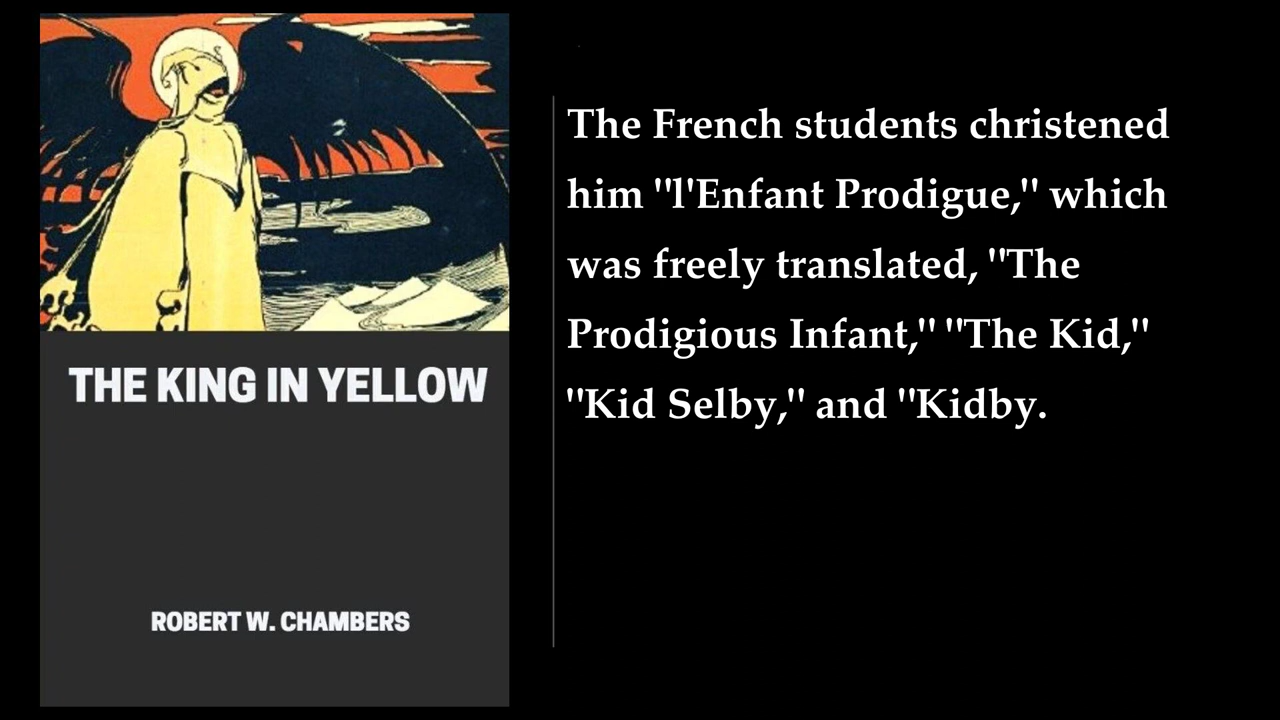 THE KING IN YELLOW
ROBERT W. CHAMBERS
The French students christened
him "l'Enfant Prodigue," which
was freely translated, "The
Prodigious Infant," "The Kid,"
"Kid Selby," and "Kidby.